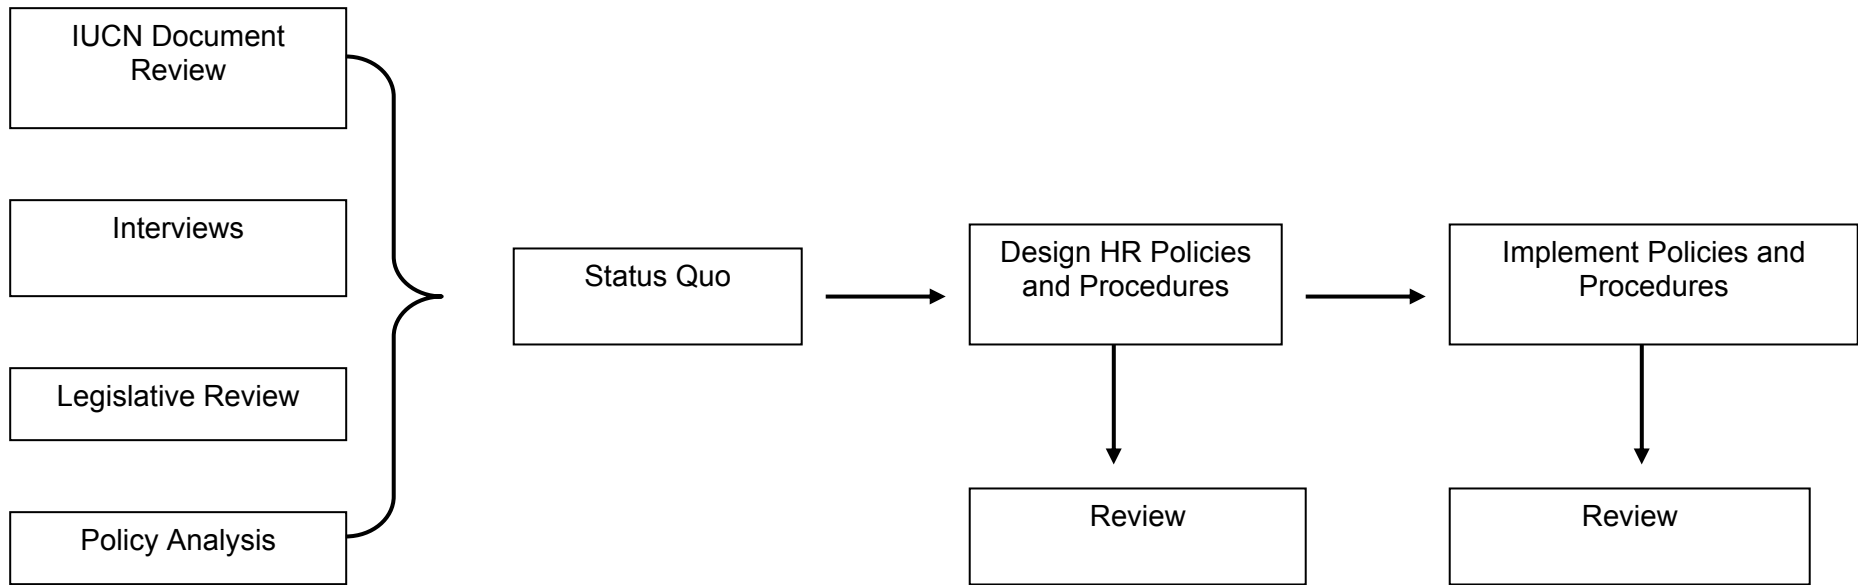 IUCN Document
Review
Interviews
Legislative Review
Policy Analysis
Status Quo
Design HR Policies
and Procedures
Review
Implement Policies and
Procedures
Review